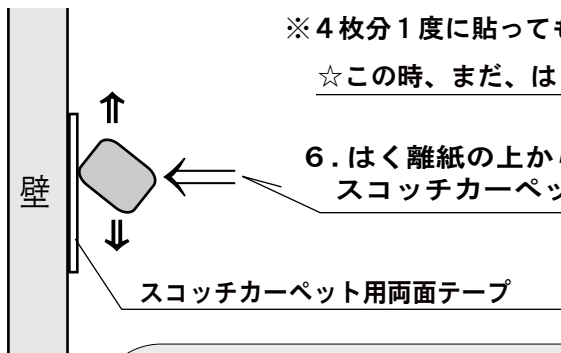 ※４枚分１度に貼っても
☆この時、まだ、は
６．はく離紙の上から
スコッチカーペッ
壁
スコッチカーペット用両面テープ